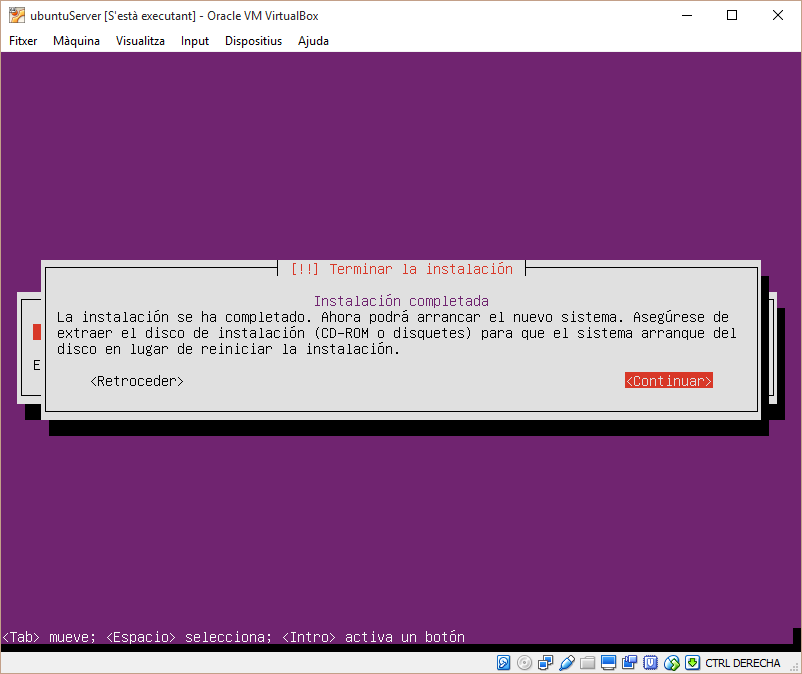 ubuntuServer [S'està executant] - Oracle VM VirtualBox
Fitxer Màquina Visualitza Input Dispositius Ajuda
[!!] Terminar la instalación
Instalación completada
La instalación se ha completado. Ahora podrá arrancar el nuevo sistema. Asegúrese de
extraer el disco de instalación (CD-ROM o disquetes) para que el sistema arranque del
disco en lugar de reiniciar la instalación.
E
<Retroceder> <Continuar>
<Tab> mueve; <Espacio> selecciona; <Intro> activa un botón
CTRL DERECHA